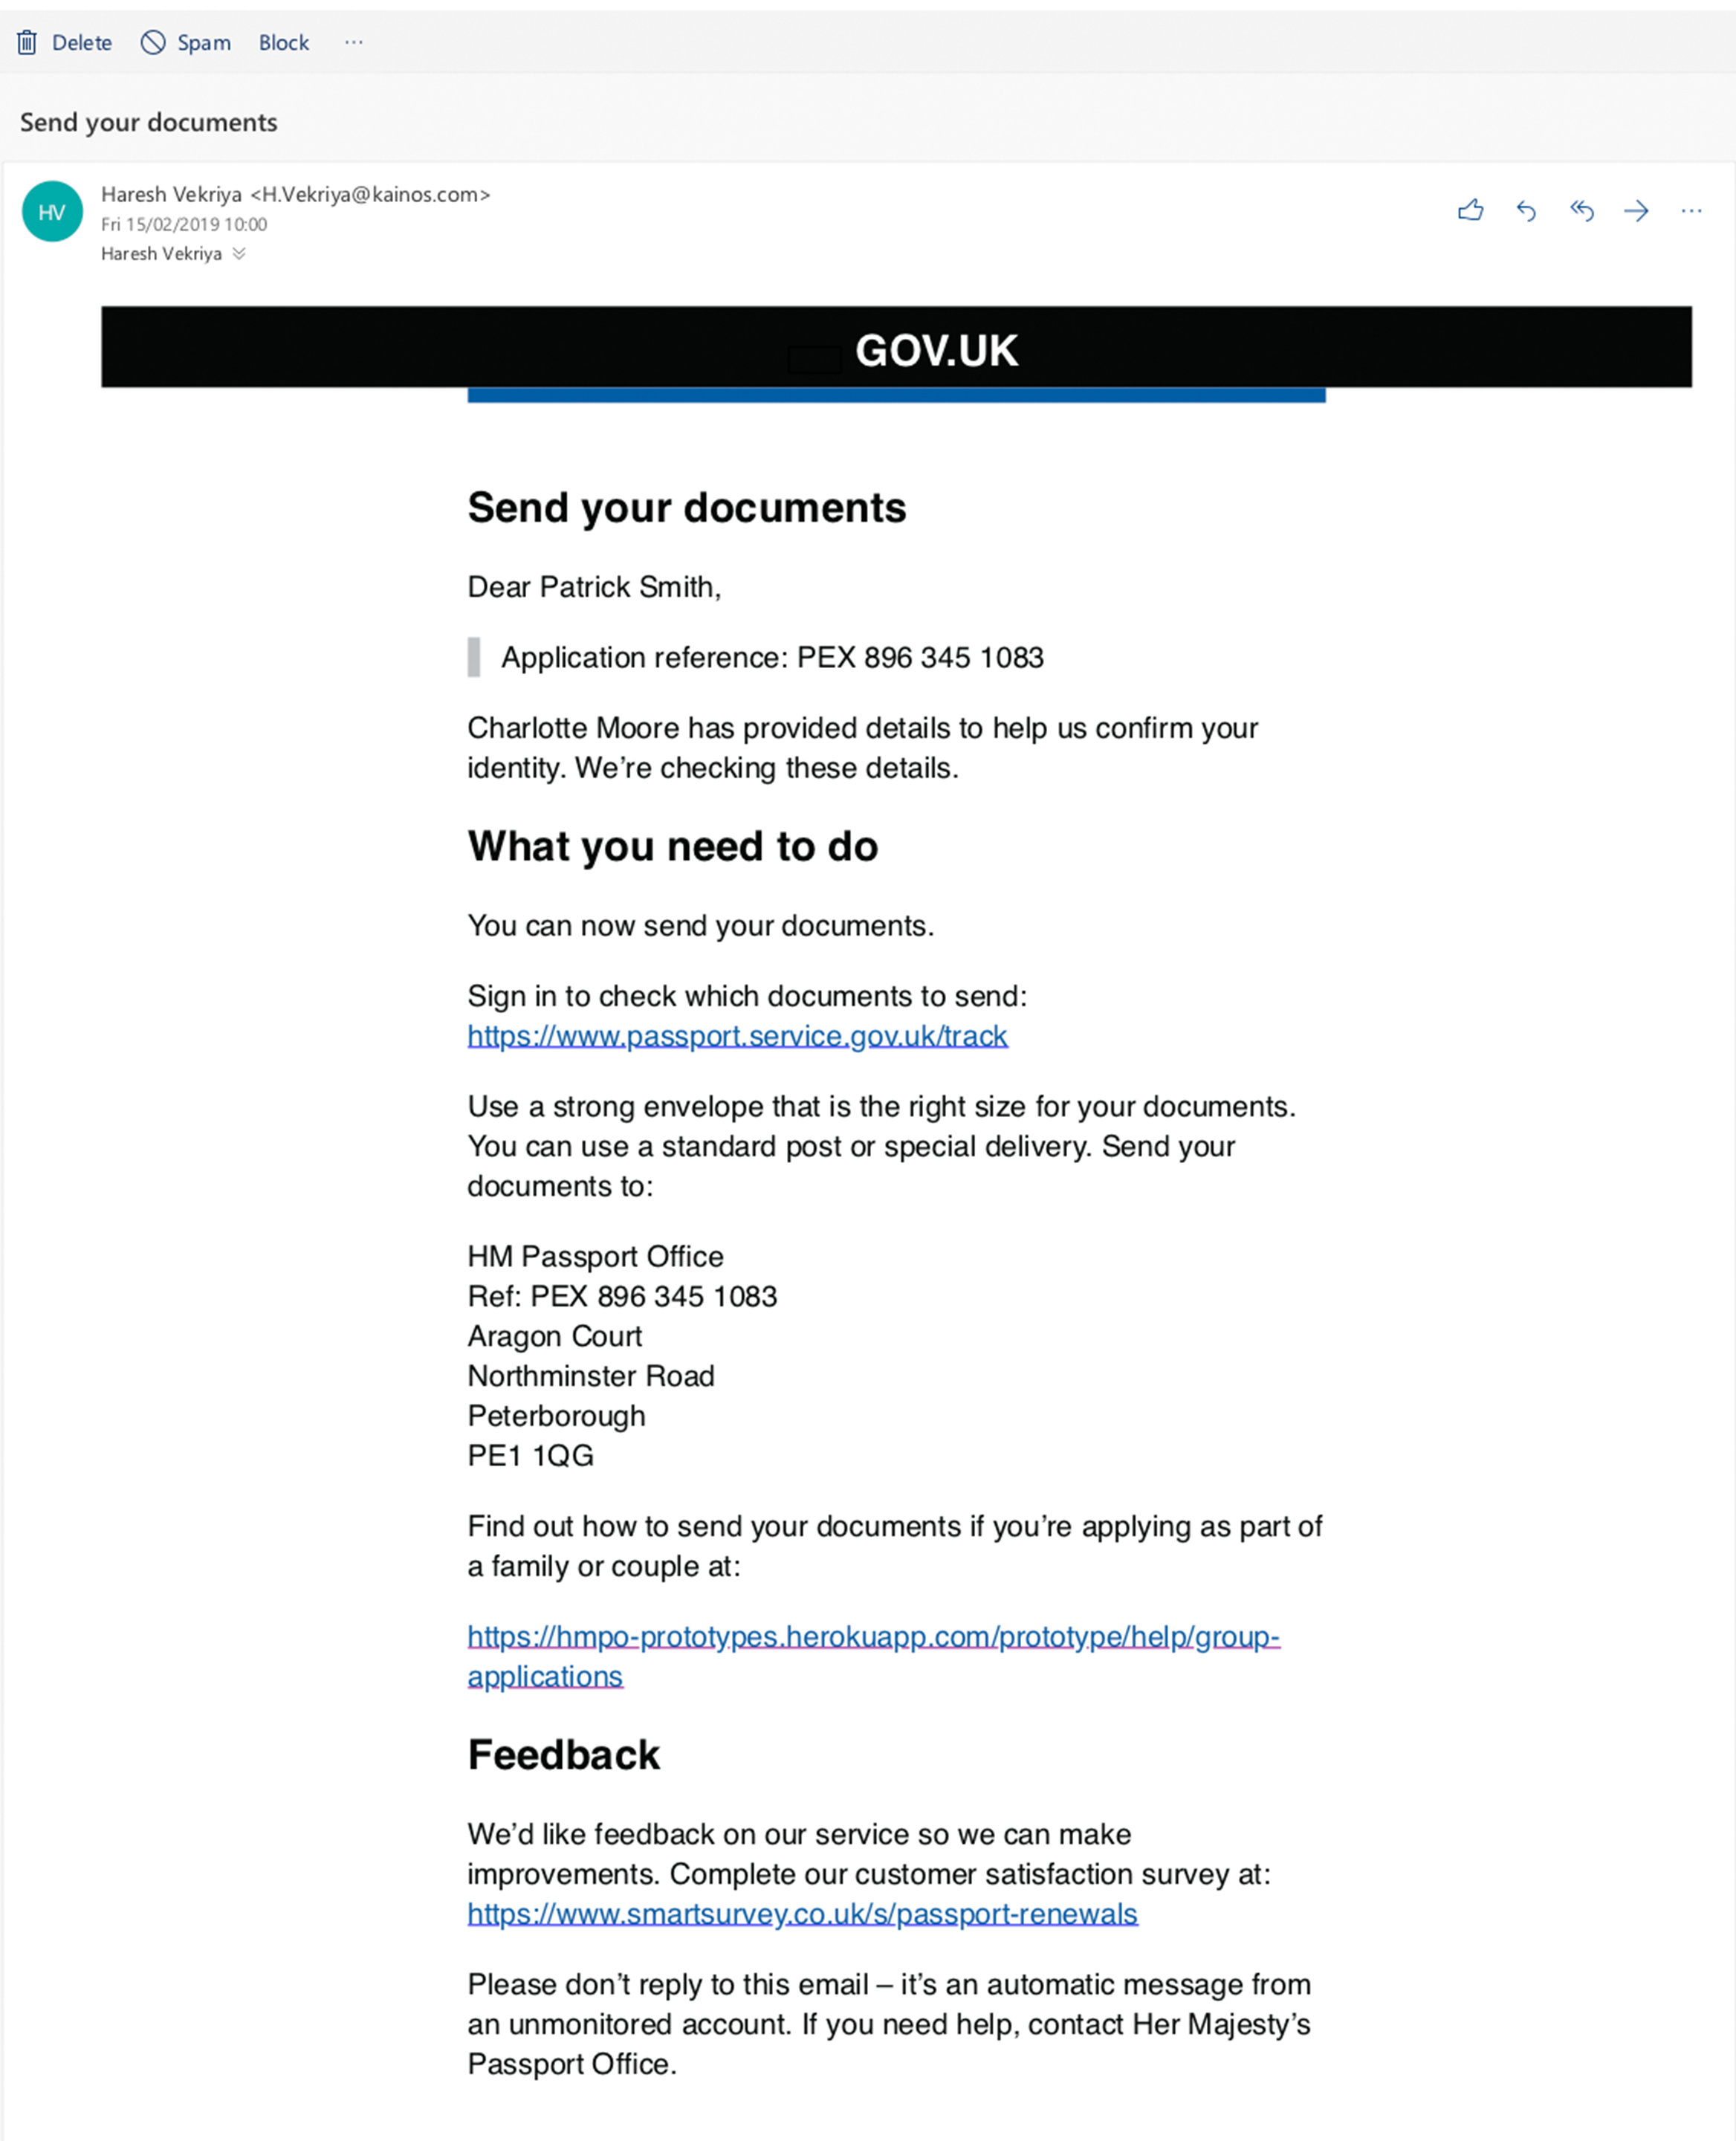 Delete Spam Block ...
Send your documents
HV
Haresh Vekriya <H.Vekriya@kainos.com>
Fri 15/02/2019 10:00
Haresh Vekriya
GOV.UK
Send your documents
Dear Patrick Smith,
Application reference: PEX 896 345 1083
Charlotte Moore has provided details to help us confirm your
identity. We’re checking these details.
What you need to do
You can now send your documents.
Sign in to check which documents to send:
https://www.passport.service.gov.uk/track
Use a strong envelope that is the right size for your documents.
You can use a standard post or special delivery. Send your
documents to:
HM Passport Office
Ref: PEX 896 345 1083
Aragon Court
Northminster Road
Peterborough
PE1 1QG
Find out how to send your documents if you’re applying as part of
a family or couple at:
https://hmpo-prototypes.herokuapp.com/prototype/help/group-
applications
Feedback
We’d like feedback on our service so we can make
improvements. Complete our customer satisfaction survey at:
https://www.smartsurvey.co.uk/s/passport-renewals
Please don’t reply to this email – it’s an automatic message from
an unmonitored account. If you need help, contact Her Majesty’s
Passport Office.